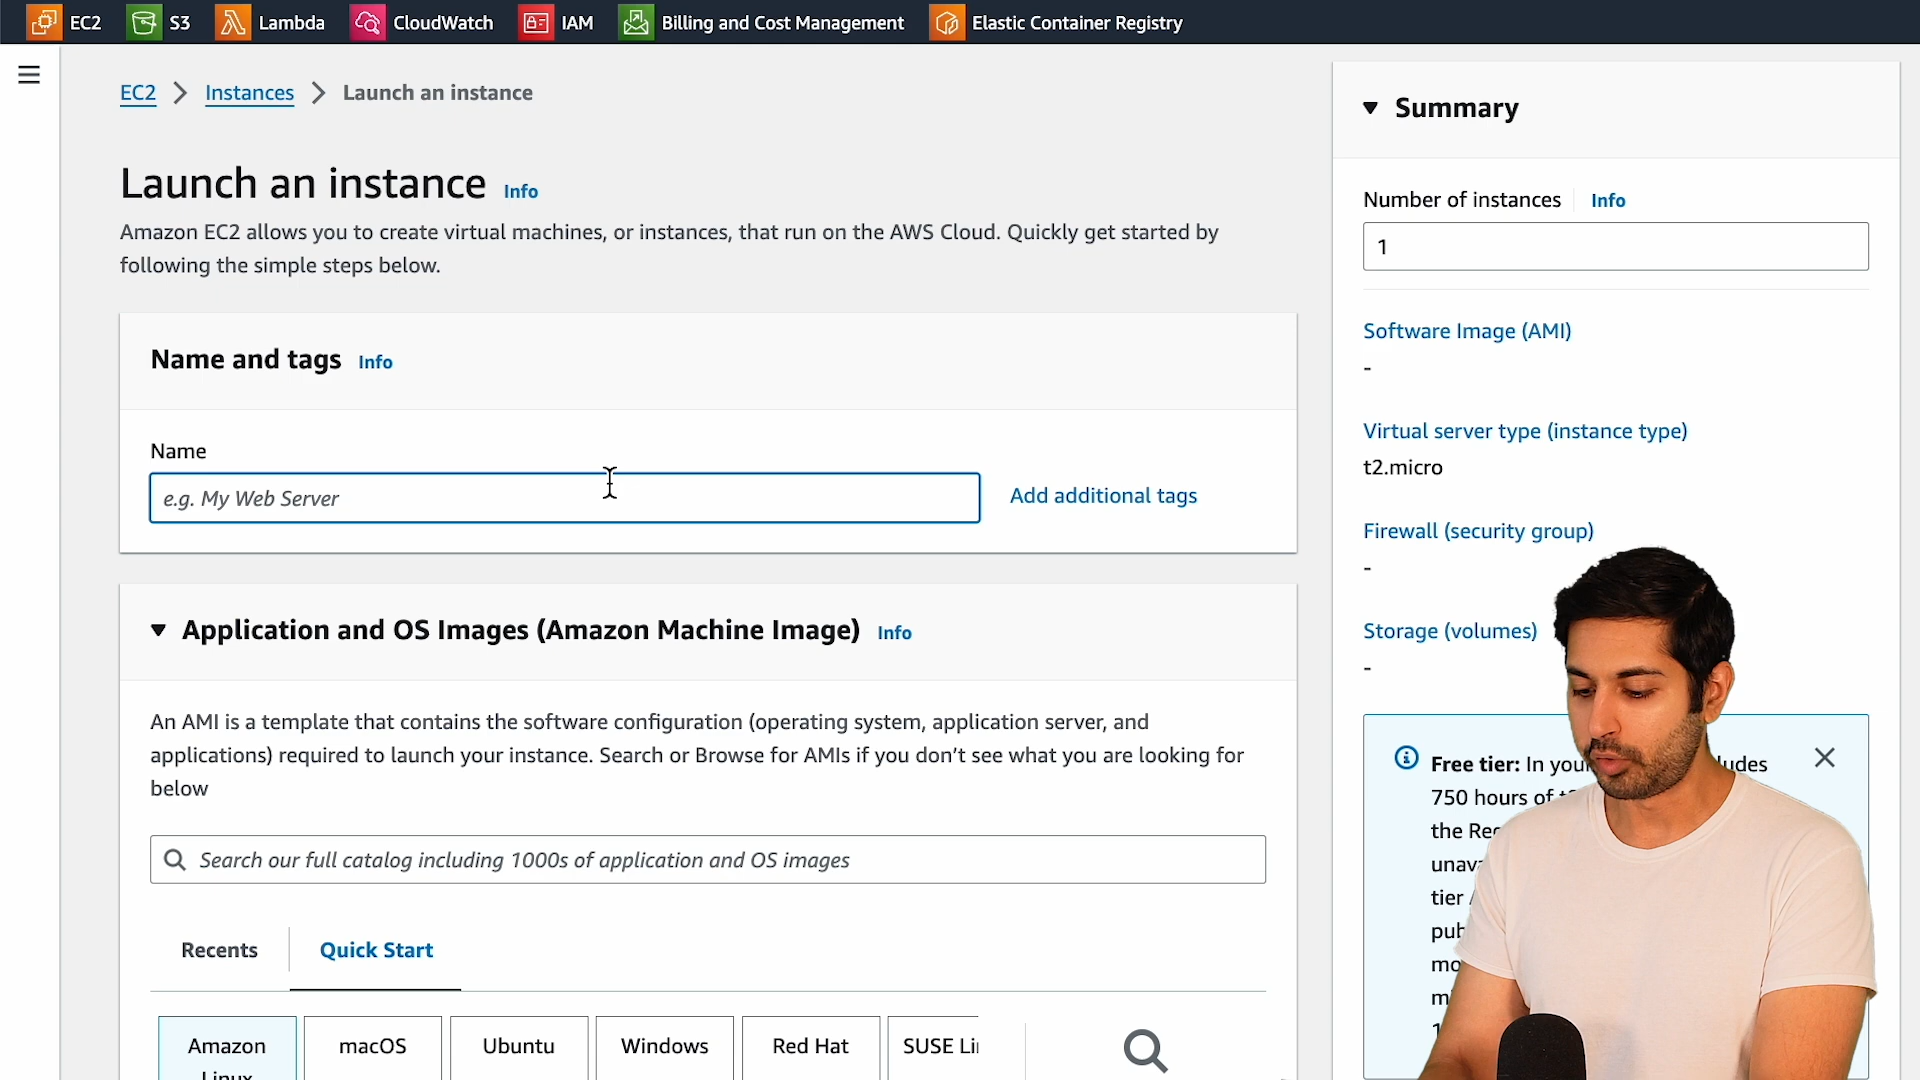 EC2 S3 Lambda CloudWatch IAM Billing and Cost Management Elastic Container Registry
EC2 Instances Launch an instance
Launch an instance Info
Amazon EC2 allows you to create virtual machines, or instances, that run on the AWS Cloud. Quickly get started by
following the simple steps below.
Name and tags Info
Name
e.g. My Web Server
Add additional tags
Application and OS Images (Amazon Machine Image) Info
An AMI is a template that contains the software configuration (operating system, application server, and
applications) required to launch your instance. Search or Browse for AMIs if you don’t see what you are looking for
below
Search our full catalog including 1000s of application and OS images
Recents Quick Start
Amazon
Linux
macOS
Ubuntu
Windows
Red Hat
SUSE
Summary
Number of instances Info
1
Software Image (AMI)
-
Virtual server type (instance type)
t2.micro
Firewall (security group)
-
Storage (volumes)
-
Free tier: In
750 hours of
the
tier